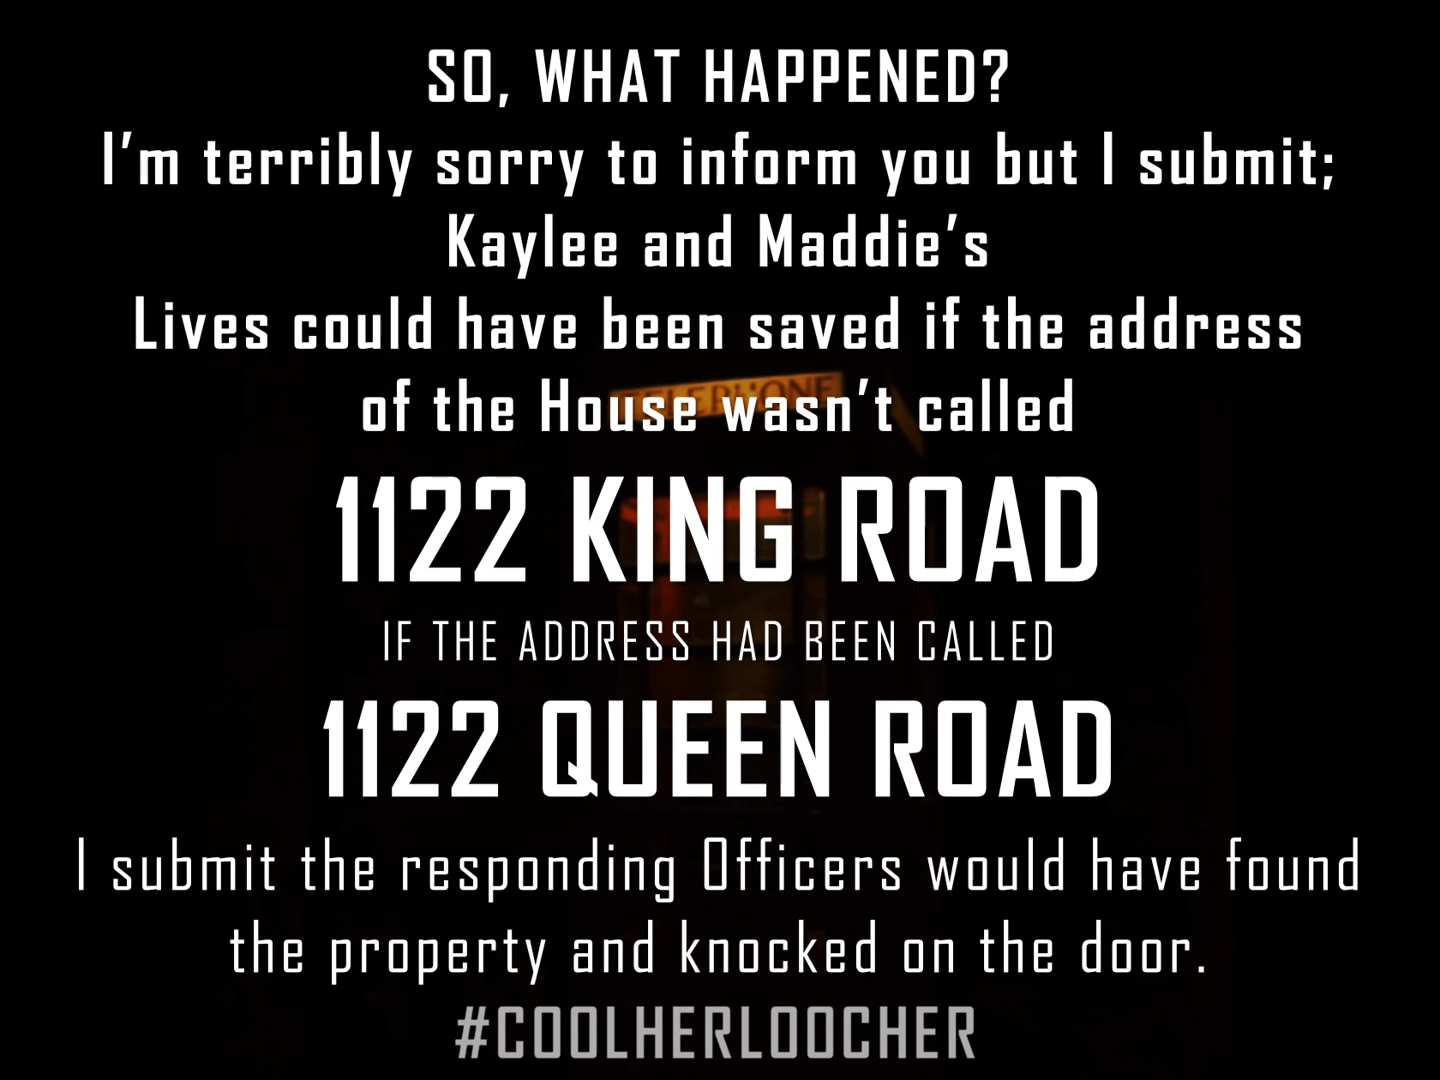 SO, WHAT HAPPENED?
I'm terribly sorry to inform you but I submit;
Kaylee and Maddie's
Lives could have been saved if the address
TELEPHONE
of the House wasn't called
1122 KING ROAD
IF THE ADDRESS HAD BEEN CALLED
1122 QUEEN ROAD
I submit the responding Officers would have found
the property and knocked on the door.
#COOLHERLOOCHER